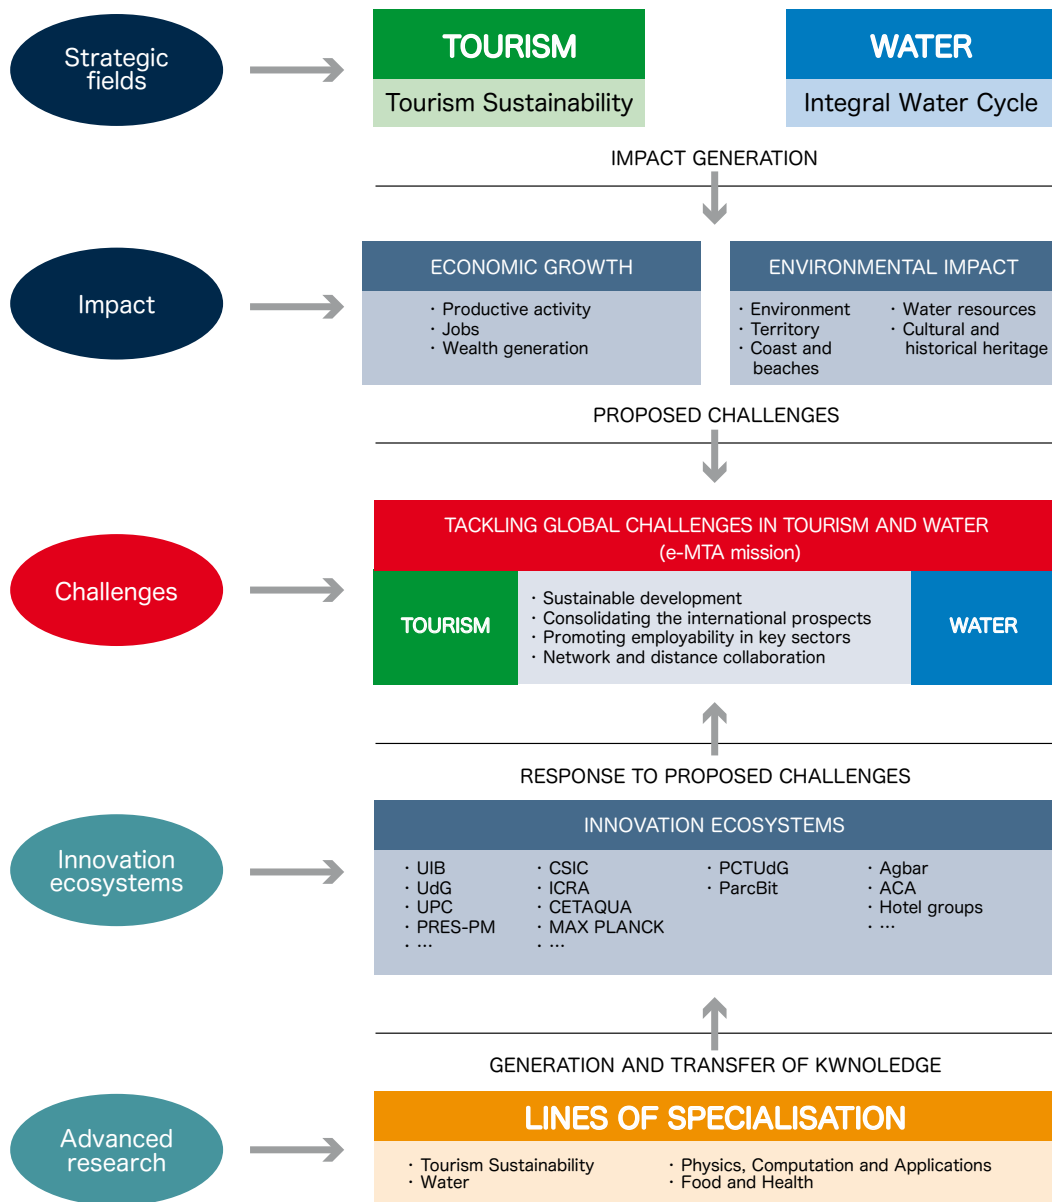 Strategic
fields
TOURISM
Tourism Sustainability
WATER
Integral Water Cycle
IMPACT GENERATION
Impact
ECONOMIC GROWTH
· Productive activity
· Jobs
· Wealth generation
ENVIRONMENTAL IMPACT
· Environment
· Territory
· Coast and
beaches
· Water resources
· Cultural and
historical heritage
PROPOSED CHALLENGES
Challenges
TACKLING GLOBAL CHALLENGES IN TOURISM AND WATER
(e-MTA mission)
TOURISM
· Sustainable development
· Consolidating the international prospects
· Promoting employability in key sectors
· Network and distance collaboration
WATER
RESPONSE TO PROPOSED CHALLENGES
Innovation
ecosystems
INNOVATION ECOSYSTEMS
· UIB
· UdG
· UPC
· PRES-PM
· ...
· CSIC
· ICRA
· CETAQUA
· MAX PLANCK
· ...
· PCTUdG
· ParcBit
· Agbar
· ACA
· Hotel groups
· ...
GENERATION AND TRANSFER OF KWNOLEDGE
Advanced
research
LINES OF SPECIALISATION
· Tourism Sustainability
· Water
· Physics, Computation and Applications
· Food and Health